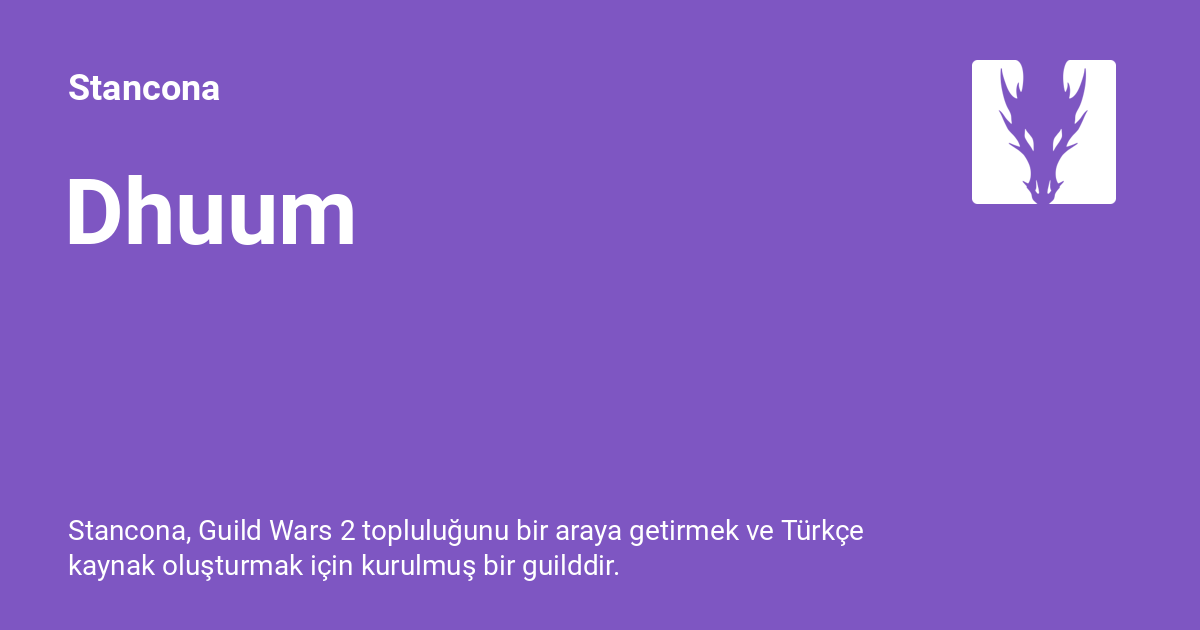 Stancona
Dhuum
Stancona, Guild Wars 2 topluluğunu bir araya getirmek ve Türkçe
kaynak oluşturmak için kurulmuş bir guilddir.